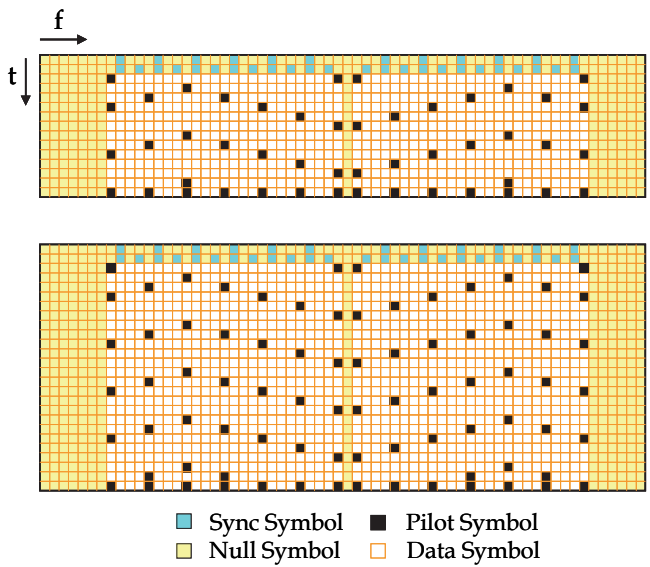 f
t
Sync Symbol
Pilot Symbol
Null Symbol
Data Symbol